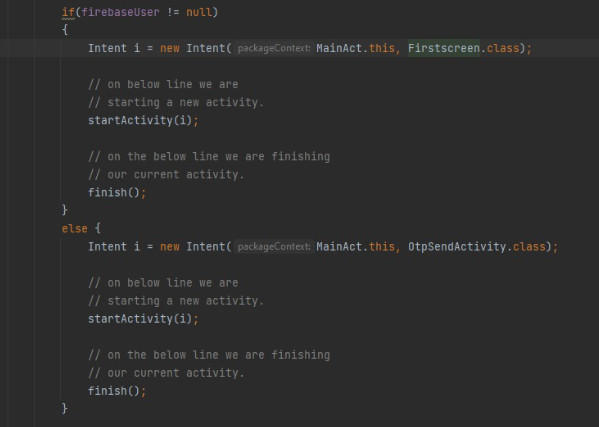 if(firebaseUser != null)
{
Intent i = new Intent( packageContext: MainAct.this, Firstscreen.class);
// on below line we are
// starting a new activity.
startActivity(i);
// on the below line we are finishing
// our current activity.
finish();
}
else {
Intent i = new Intent( packageContext: MainAct.this, OtpSendActivity.class);
// on below line we are
// starting a new activity.
startActivity(i);
// on the below line we are finishing
// our current activity.
finish();
}